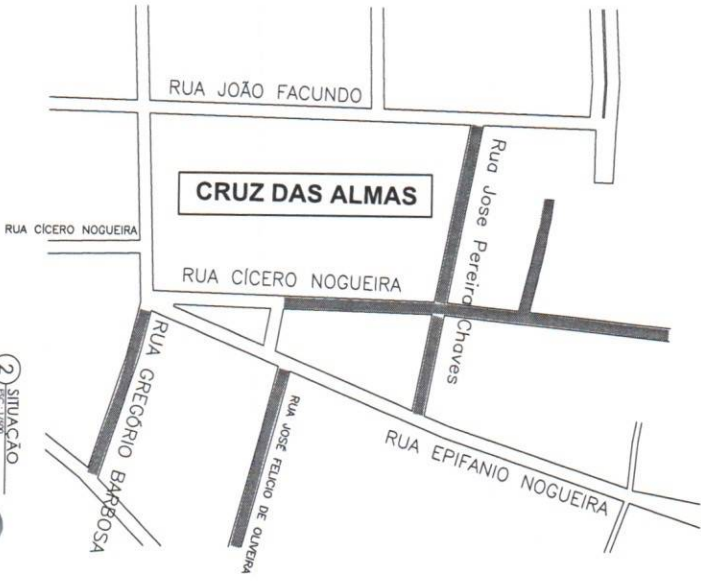 RUA JOÃO FACUNDO
CRUZ DAS ALMAS
Rua Jose Pereira Chaves
RUA CÍCERO NOGUEIRA
RUA CÍCERO NOGUEIRA
RUA GREGÓRIO BARBOSA
RUA JOSE FELICIO DE OLIVEIRA
RUA EPIFANIO NOGUEIRA
2 SITUAÇÃO